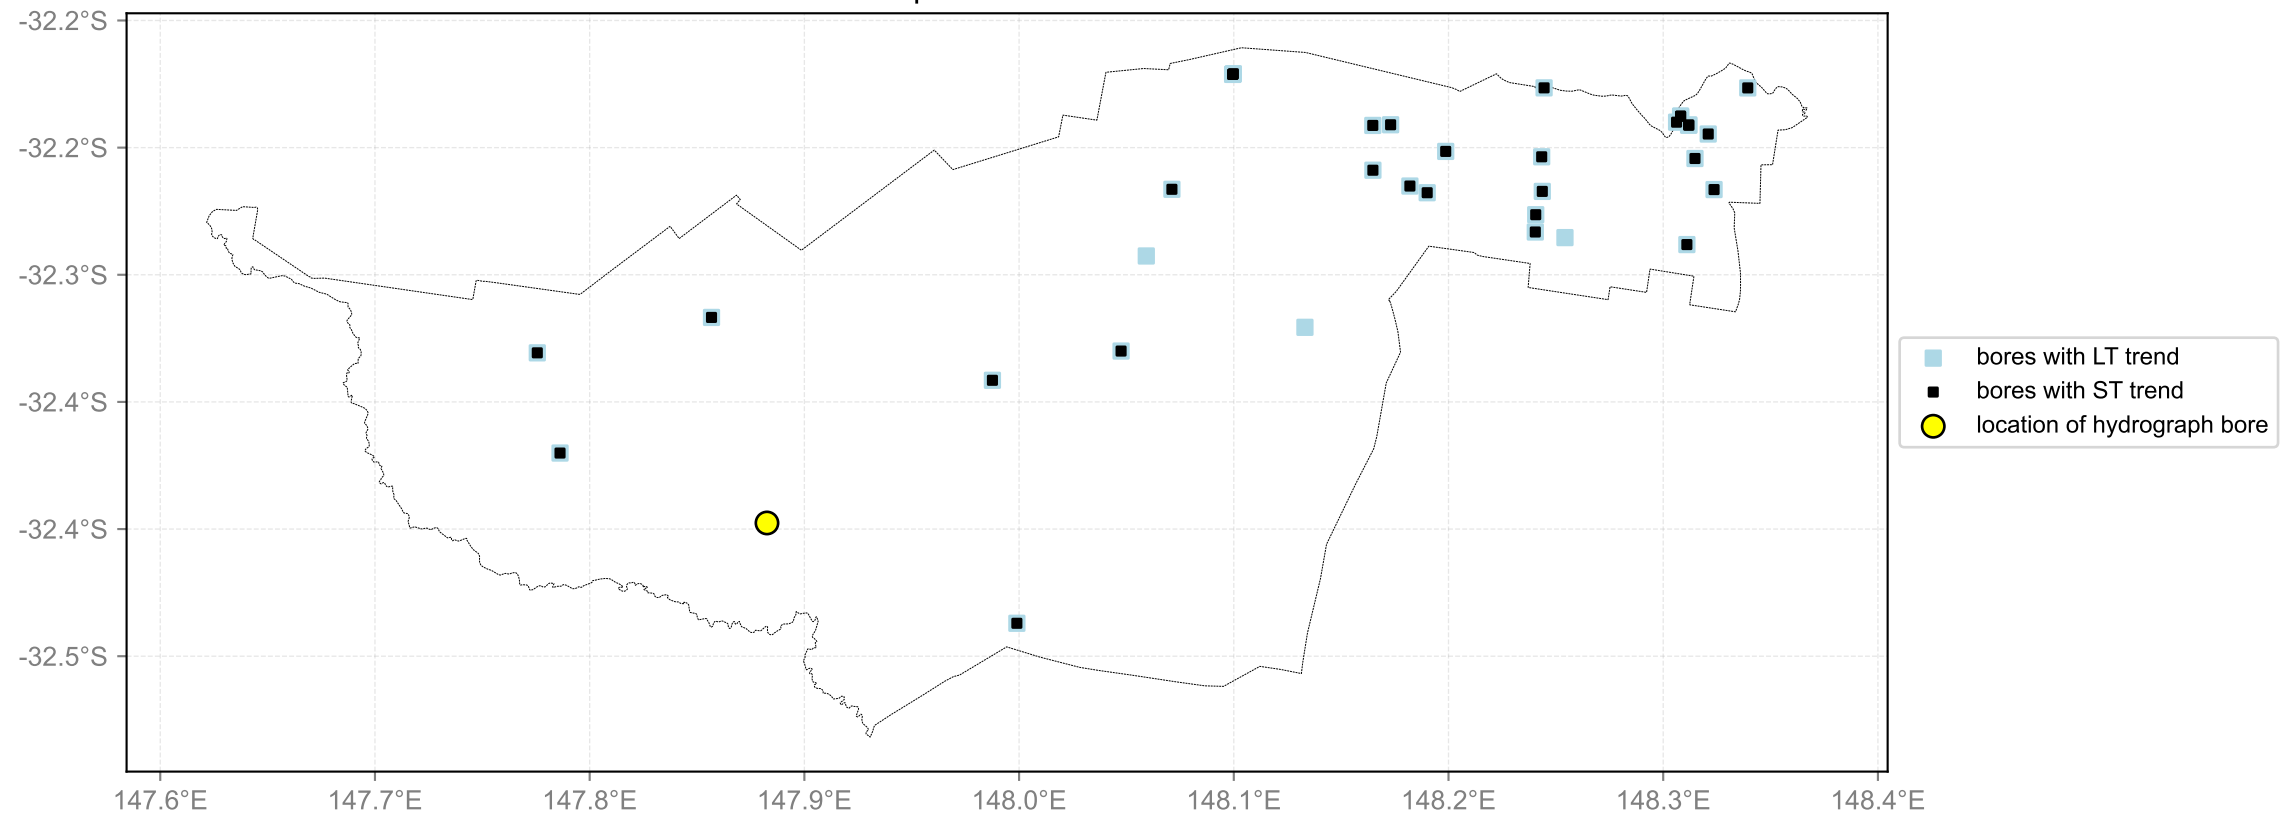 -32.2°S
-32.2°S
-32.3°S
-32.4°S
-32.4°S
-32.5°S
147.6°E 147.7°E 147.8°E 147.9°E 148.0°E 148.1°E 148.2°E 148.3°E 148.4°E
bores with LT trend
bores with ST trend
location of hydrograph bore